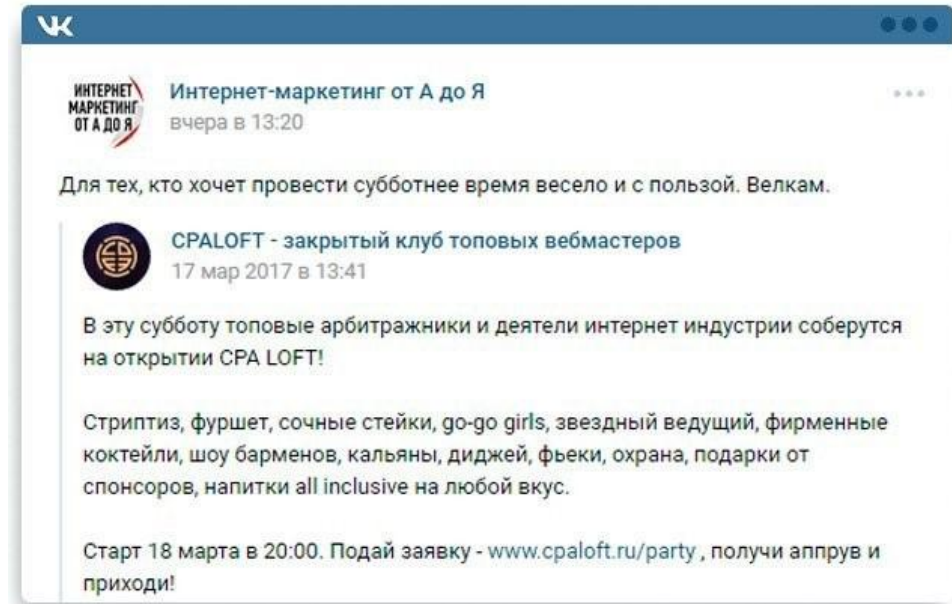 VK
ИНТЕРНЕТ
МАРКЕТИНГ
ОТ А ДО Я
Интернет-маркетинг от А до Я
вчера в 13:20
Для тех, кто хочет провести субботнее время весело и с пользой. Велкам.
CPALOFT - закрытый клуб топовых вебмастеров
17 мар 2017 в 13:41
В эту субботу топовые арбитражники и деятели интернет индустрии соберутся
на открытии CPA LOFT!
Стриптиз, фуршет, сочные стейки, go-go girls, звездный ведущий, фирменные
коктейли, шоу барменов, кальяны, диджей, фьеки, охрана, подарки от
спонсоров, напитки all inclusive на любой вкус.
Старт 18 марта в 20:00. Подай заявку - www.cpaloft.ru/party , получи аппрув и
приходи!